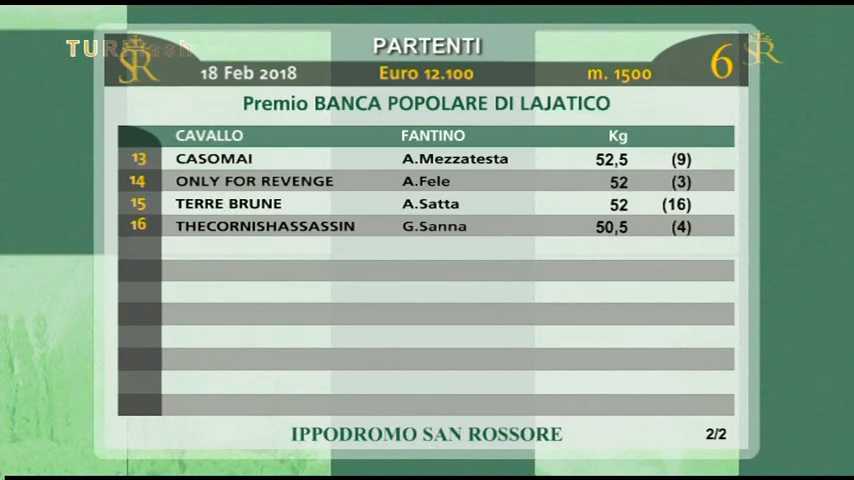 PARTENTI
SR 18 Feb 2018 Euro 12.100 m. 1500 6 SR
Premio BANCA POPOLARE DI LAJATICO
CAVALLO FANTINO Kg
13 CASOMAI A.Mezzatesta 52,5 (9)
14 ONLY FOR REVENGE A.Fele 52 (3)
15 TERRE BRUNE A.Satta 52 (16)
16 THECORNISHASSASSIN G.Sanna 50,5 (4)
IPPODROMO SAN ROSSORE 2/2